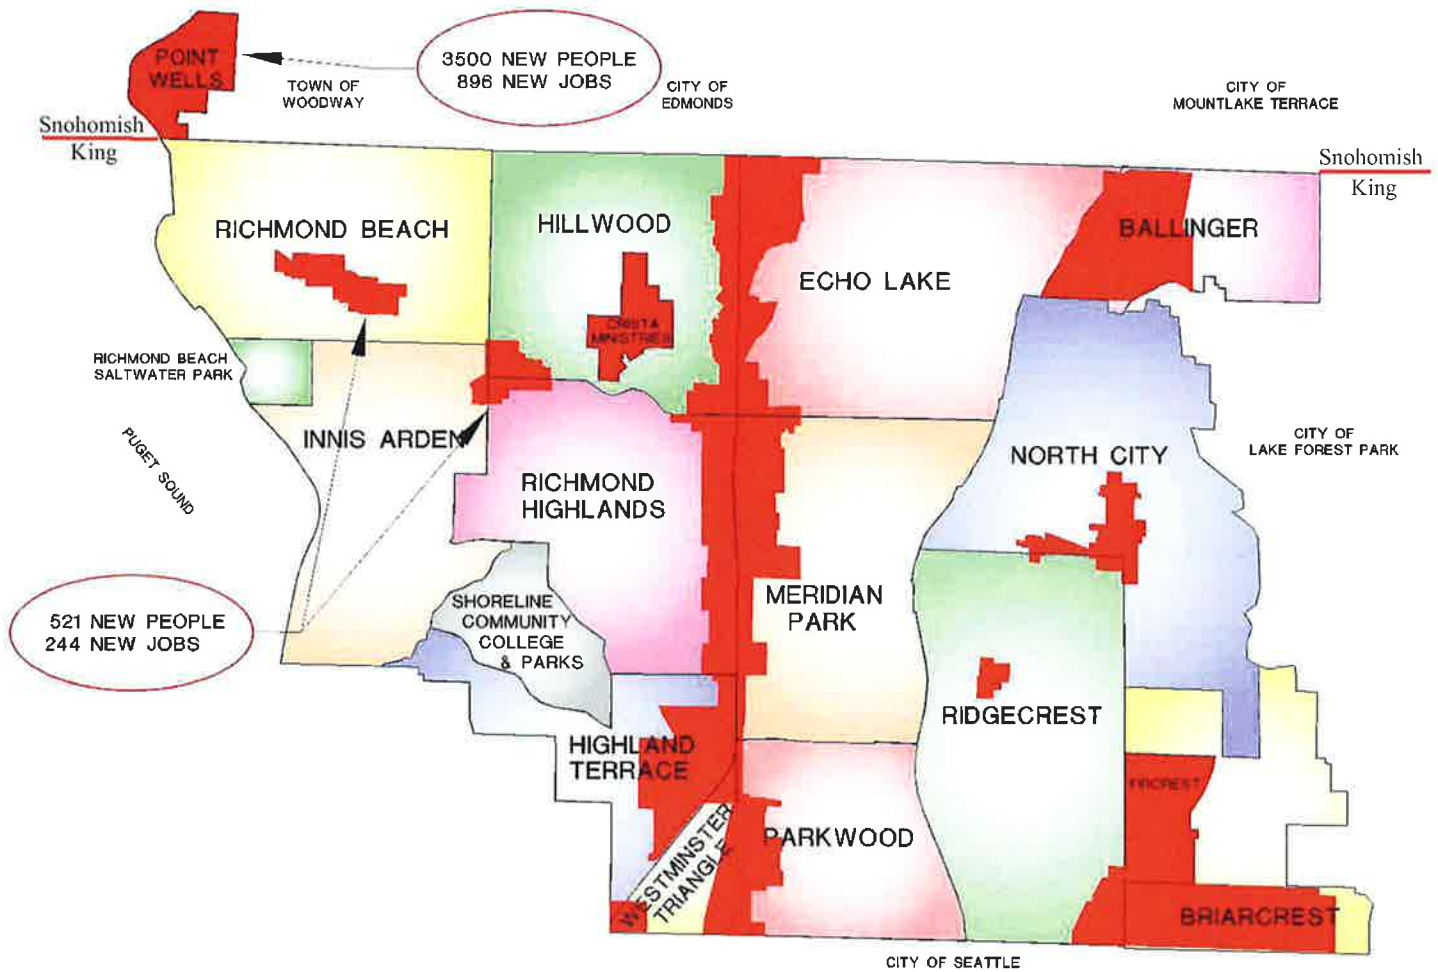 POINT
WELLS
3500 NEW PEOPLE
896 NEW JOBS
TOWN OF
WOODWAY
CITY OF
EDMONDS
CITY OF
MOUNTLAKE TERRACE
Snohomish
King
Snohomish
King
RICHMOND BEACH
HILLWOOD
ECHO LAKE
BALLINGER
CRISTA
MINISTRIES
RICHMOND BEACH
SALTWATER PARK
PUGET SOUND
INNIS ARDEN
RICHMOND
HIGHLANDS
NORTH CITY
CITY OF
LAKE FOREST PARK
521 NEW PEOPLE
244 NEW JOBS
SHORELINE
COMMUNITY
COLLEGE
& PARKS
MERIDIAN
PARK
RIDGECREST
HIGHLAND
TERRACE
WESTMINSTER
TRIANGLE
PARKWOOD
FIRCREST
BRIARCREST
CITY OF SEATTLE